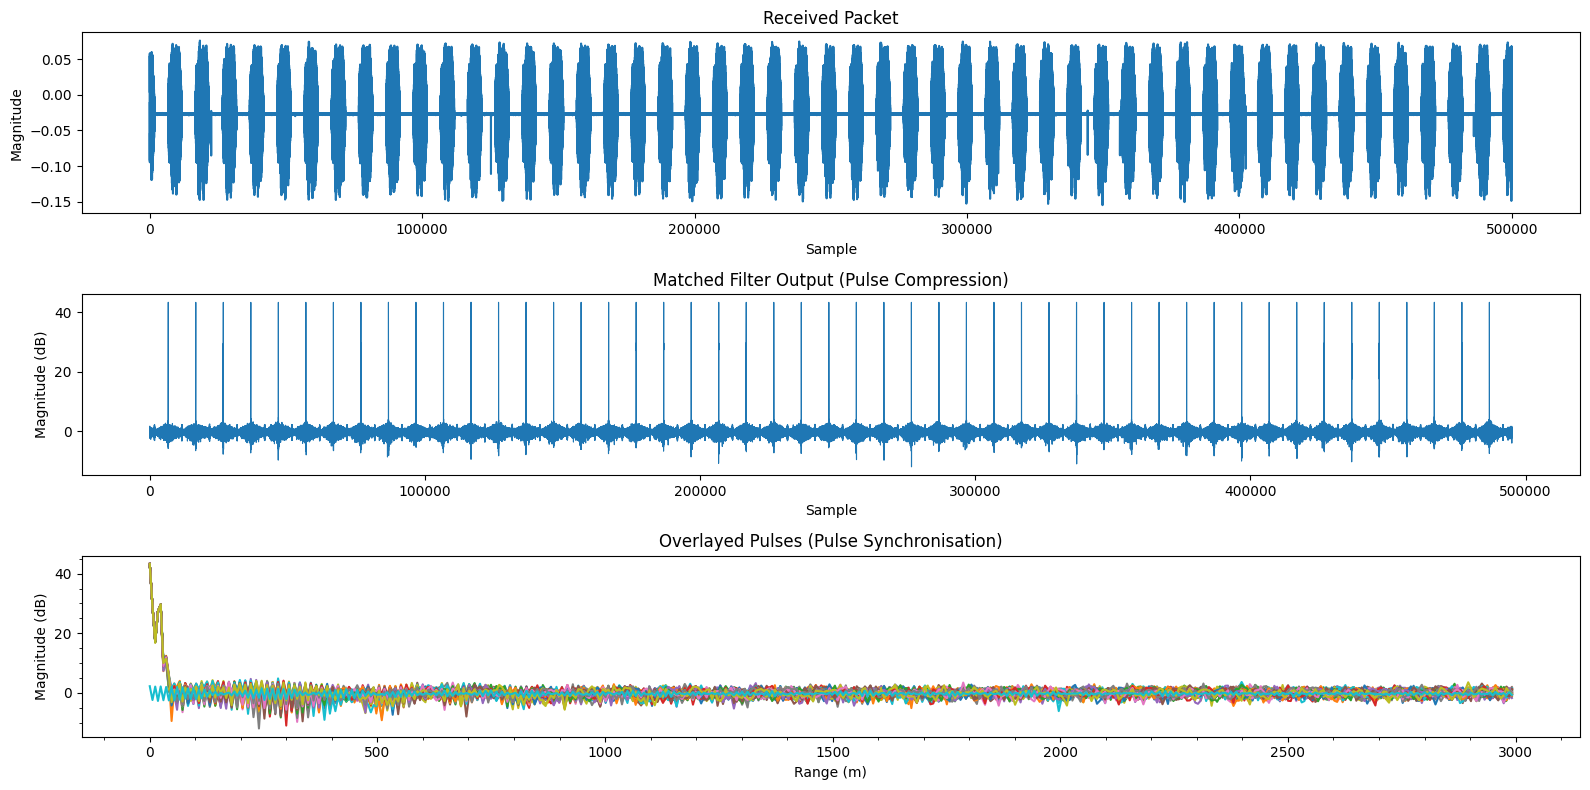 Received Packet
Magnitude
0.05
0.00
−0.05
−0.10
−0.15
0 100000 200000 300000 400000 500000
Sample
Matched Filter Output (Pulse Compression)
Magnitude (dB)
40
20
0
0 100000 200000 300000 400000 500000
Sample
Overlayed Pulses (Pulse Synchronisation)
Magnitude (dB)
40
20
0
0 500 1000 1500 2000 2500 3000
Range (m)